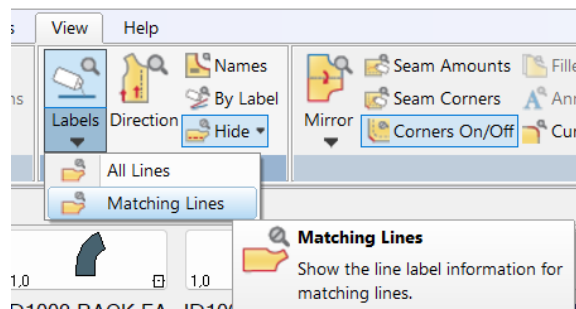 View Help
Names
Seam Amounts
By Label
Seam Corners
Labels Direction
Hide
Mirror
Corners On/Off
All Lines
Matching Lines
Matching Lines
Show the line label information for
matching lines.
1,0
1,0